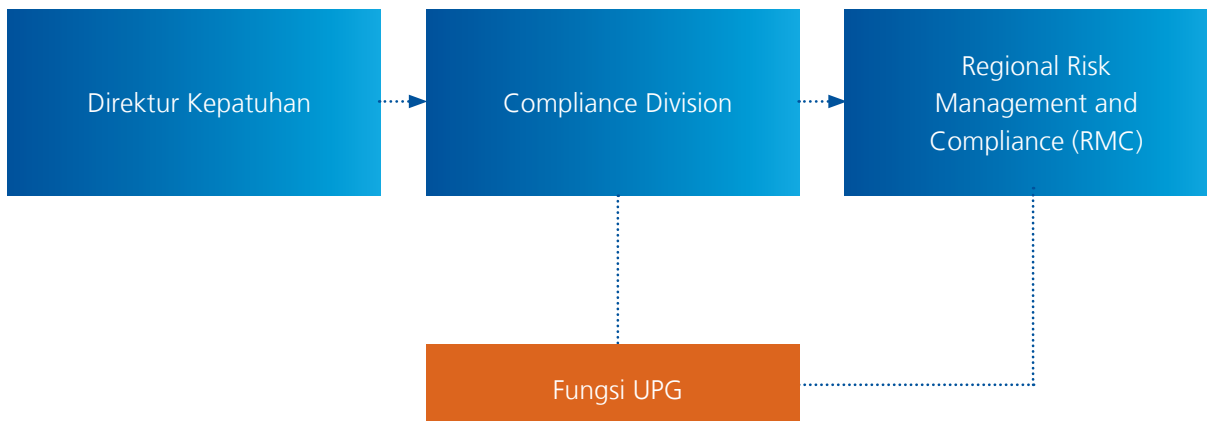 Direktur Kepatuhan
Compliance Division
Regional Risk
Management and
Compliance (RMC)
Fungsi UPG